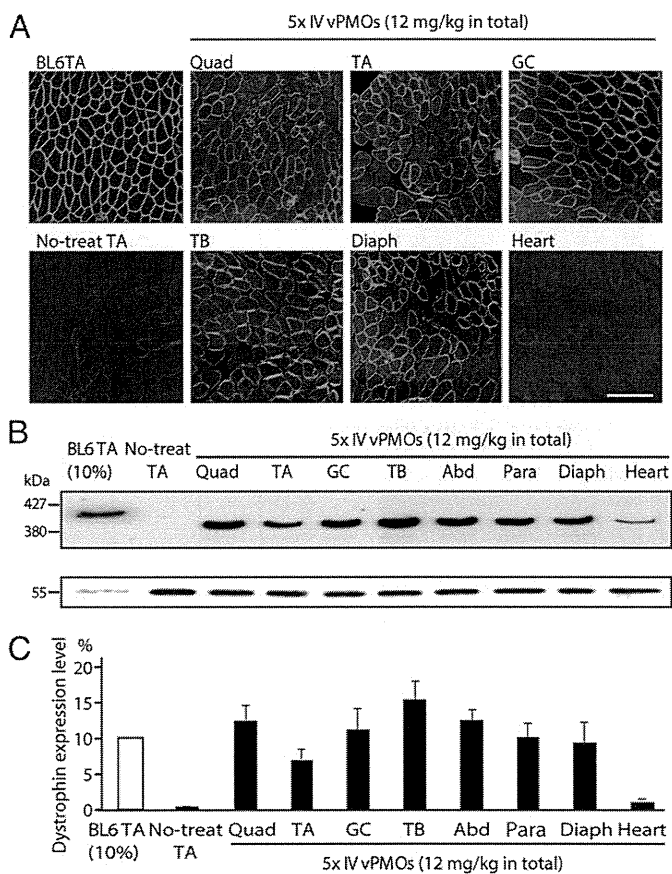 A
5x IV vPMOs (12 mg/kg in total)
BL6TA Quad TA GC
No-treat TA TB Diaph Heart
B
5x IV vPMOs (12 mg/kg in total)
BL6 TA No-treat
(10%) TA Quad TA GC TB Abd Para Diaph Heart
kDa
427
380
55
C
%
Dystrophin expression level
20
15
10
5
0
BL6 TA No-treat Quad TA GC TB Abd Para Diaph Heart
(10%) TA
5x IV vPMOs (12 mg/kg in total)